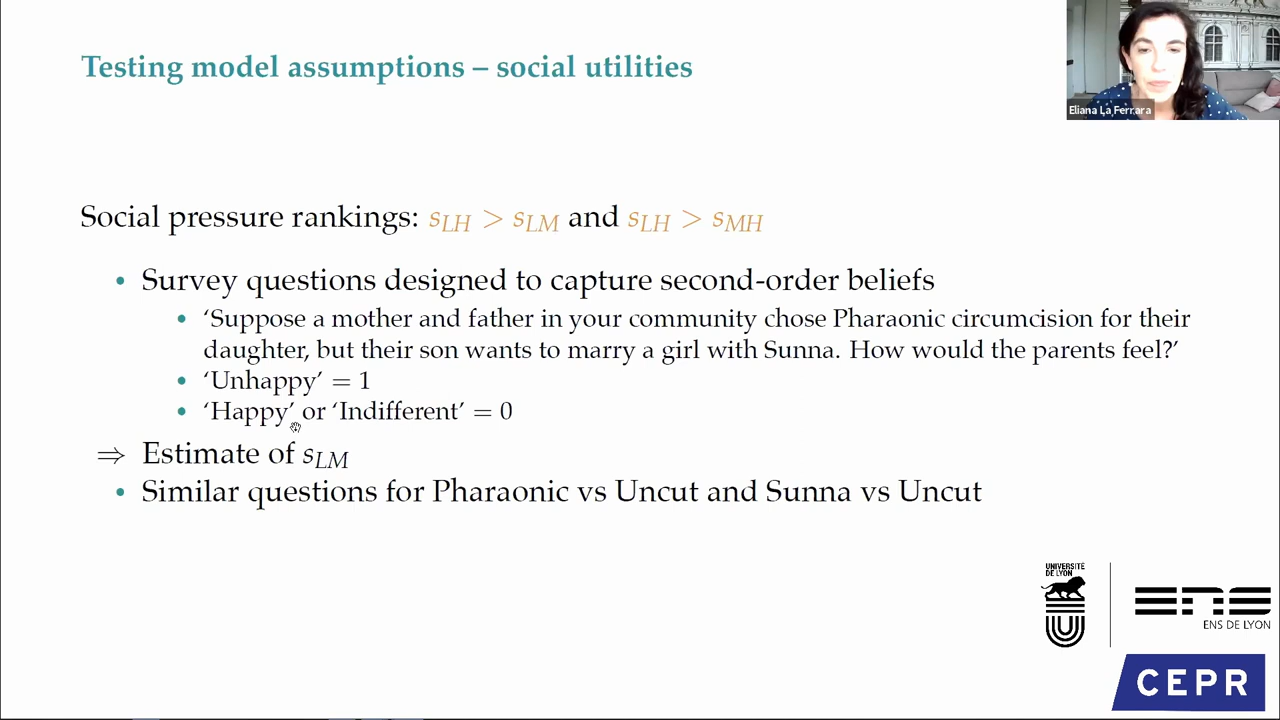 Testing model assumptions – social utilities
Eliana La Ferrara
Social pressure rankings: s_LH > s_LM and s_LH > s_MH
• Survey questions designed to capture second-order beliefs
• ‘Suppose a mother and father in your community chose Pharaonic circumcision for their
daughter, but their son wants to marry a girl with Sunna. How would the parents feel?’
• ‘Unhappy’ = 1
• ‘Happy’ or ‘Indifferent’ = 0
⇒ Estimate of s_LM
• Similar questions for Pharaonic vs Uncut and Sunna vs Uncut
UNIVERSITE
DE LYON
ENS
ENS DE LYON
CEPR